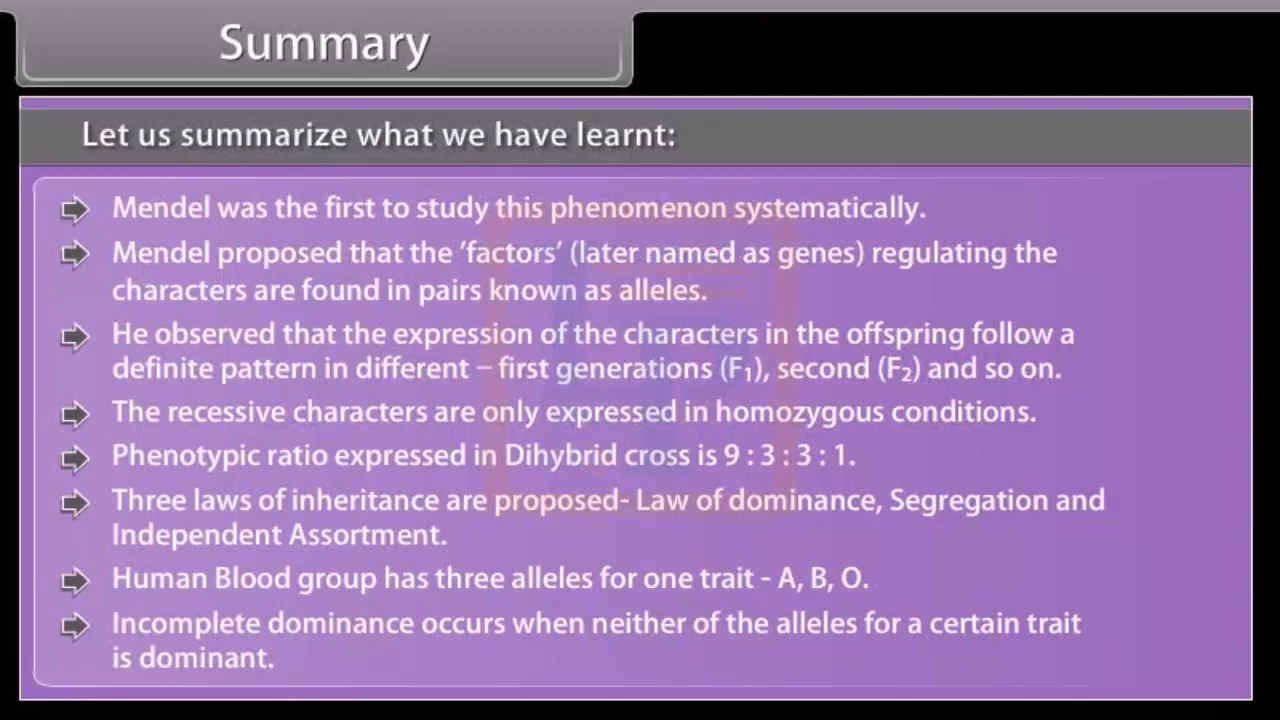 Summary
Let us summarize what we have learnt:
Mendel was the first to study this phenomenon systematically.
Mendel proposed that the ‘factors’ (later named as genes) regulating the
characters are found in pairs known as alleles.
He observed that the expression of the characters in the offspring follow a
definite pattern in different – first generations (F₁), second (F₂) and so on.
The recessive characters are only expressed in homozygous conditions.
Phenotypic ratio expressed in Dihybrid cross is 9 : 3 : 3 : 1.
Three laws of inheritance are proposed- Law of dominance, Segregation and
Independent Assortment.
Human Blood group has three alleles for one trait - A, B, O.
Incomplete dominance occurs when neither of the alleles for a certain trait
is dominant.